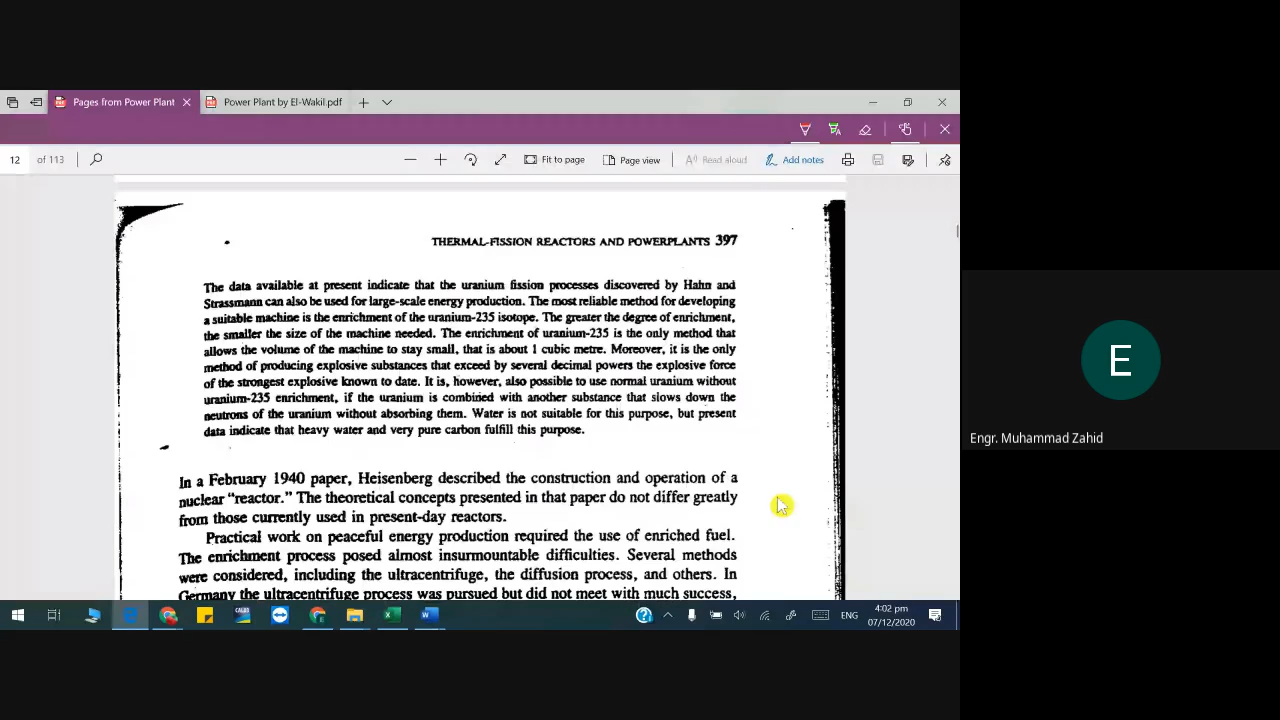 Pages from Power Plant
Power Plant by El-Wakil.pdf
12 of 113
Fit to page
Page view
Read aloud
Add notes
THERMAL-FISSION REACTORS AND POWERPLANTS 397
The data available at present indicate that the uranium fission processes discovered by Hahn and
Strassmann can also be used for large-scale energy production. The most reliable method for developing
a suitable machine is the enrichment of the uranium-235 isotope. The greater the degree of enrichment,
the smaller the size of the machine needed. The enrichment of uranium-235 is the only method that
allows the volume of the machine to stay small, that is about 1 cubic metre. Moreover, it is the only
method of producing explosive substances that exceed by several decimal powers the explosive force
of the strongest explosive known to date. It is, however, also possible to use normal uranium without
uranium-235 enrichment, if the uranium is combined with another substance that slows down the
neutrons of the uranium without absorbing them. Water is not suitable for this purpose, but present
data indicate that heavy water and very pure carbon fulfill this purpose.
In a February 1940 paper, Heisenberg described the construction and operation of a
nuclear "reactor." The theoretical concepts presented in that paper do not differ greatly
from those currently used in present-day reactors.
Practical work on peaceful energy production required the use of enriched fuel.
The enrichment process posed almost insurmountable difficulties. Several methods
were considered, including the ultracentrifuge, the diffusion process, and others. In
Germany the ultracentrifuge process was pursued but did not meet with much success,
E
Engr. Muhammad Zahid
ENG
4:02 pm
07/12/2020